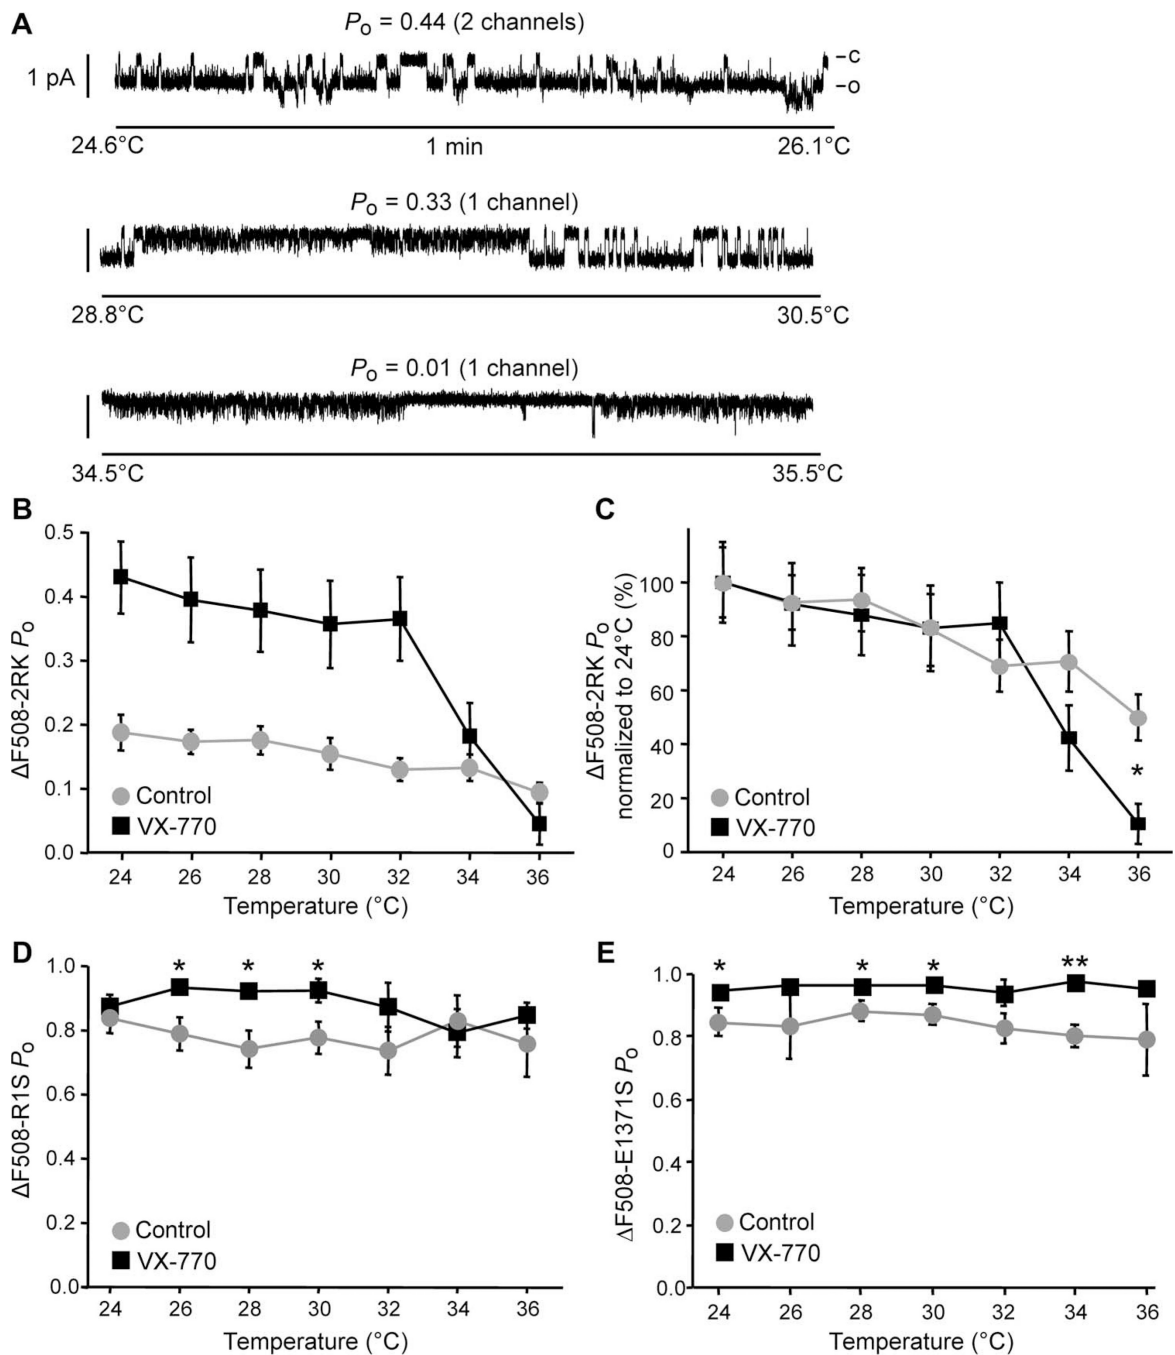 A
Po = 0.44 (2 channels)
1 pA
c
o
24.6°C 1 min 26.1°C
Po = 0.33 (1 channel)
28.8°C 30.5°C
Po = 0.01 (1 channel)
34.5°C 35.5°C
B
ΔF508-2RK Po
0.5
0.4
0.3
0.2
0.1
0.0
Control
VX-770
24 26 28 30 32 34 36
Temperature (°C)
C
ΔF508-2RK Po
normalized to 24°C (%)
100
80
60
40
20
0
*
Control
VX-770
24 26 28 30 32 34 36
Temperature (°C)
D
ΔF508-R1S Po
1.0
0.8
0.6
0.4
0.2
0.0
* * *
Control
VX-770
24 26 28 30 32 34 36
Temperature (°C)
E
ΔF508-E1371S Po
1.0
0.8
0.6
0.4
0.2
0.0
* * * **
Control
VX-770
24 26 28 30 32 34 36
Temperature (°C)